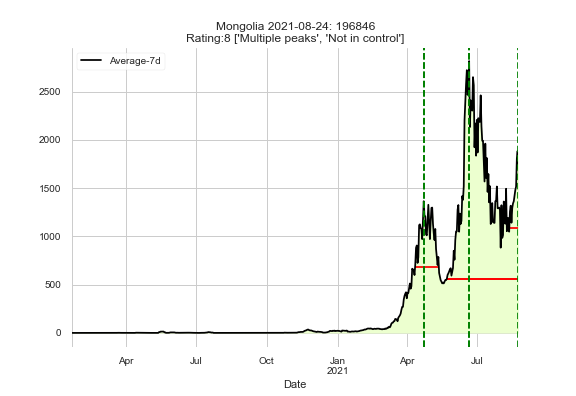 Mongolia 2021-08-24: 196846
Rating:8 ['Multiple peaks', 'Not in control']
Average-7d
2500
2000
1500
1000
500
0
Apr Jul Oct Jan Apr Jul
2021
Date